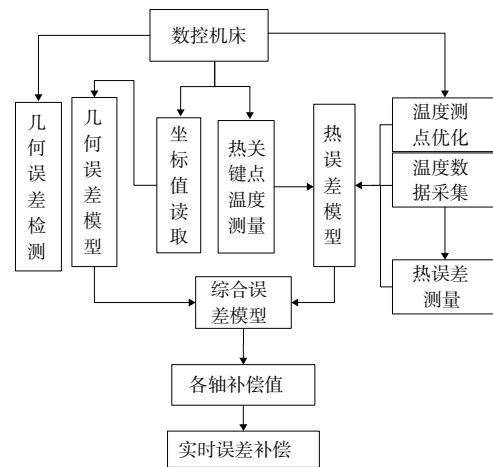 数控机床
几何误差检测
几何误差模型
坐标值读取
热关
键点
温度
测量
热误差模型
温度测
点优化
温度数
据采集
热误差
测量
综合误
差模型
各轴补偿值
实时误差补偿